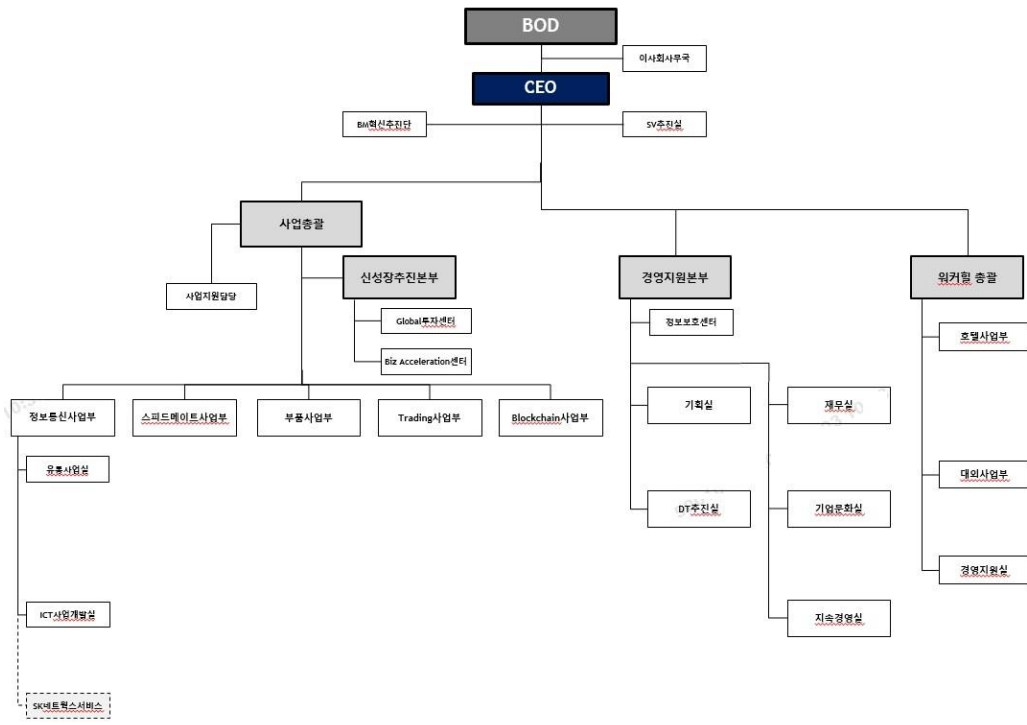 BOD
이사회사무국
CEO
BM혁신추진단
SV추진실
사업총괄
사업지원담당
신성장추진본부
경영지원본부
워커힐 총괄
Global투자센터
정보보호센터
호텔사업부
Biz Acceleration센터
정보통신사업부
스피드메이트사업부
부품사업부
Trading사업부
Blockchain사업부
기획실
재무실
유통사업실
대외사업부
DT추진실
기업문화실
경영지원실
ICT사업개발실
지속경영실
SK네트웍스서비스